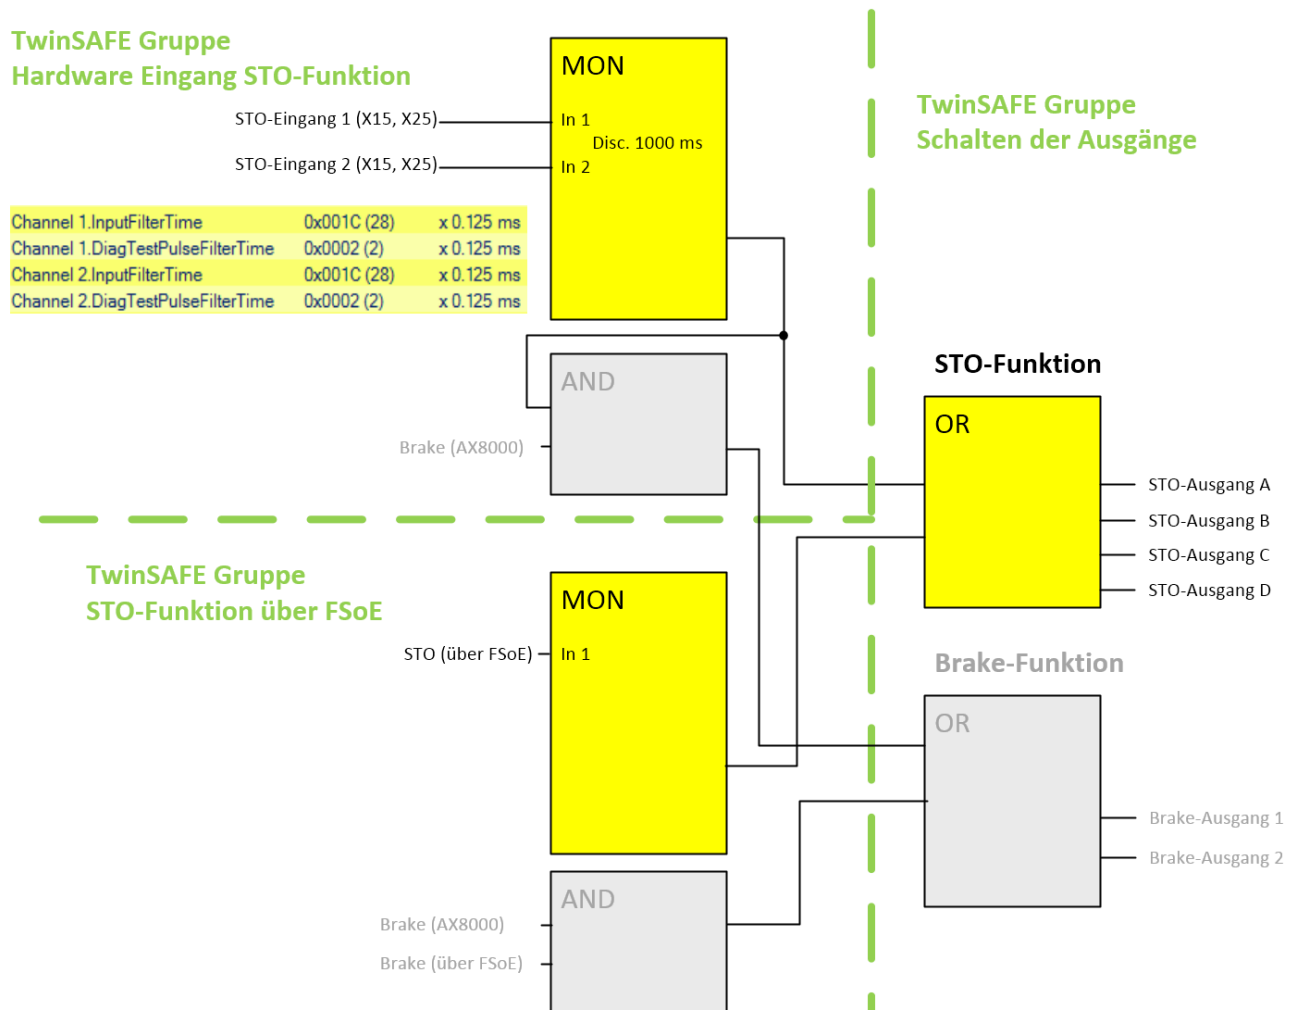 TwinSAFE Gruppe
Hardware Eingang STO-Funktion
MON
STO-Eingang 1 (X15, X25)
In 1
Disc. 1000 ms
STO-Eingang 2 (X15, X25)
In 2
Channel 1.InputFilterTime 0x001C (28) x 0.125 ms
Channel 1.DiagTestPulseFilterTime 0x0002 (2) x 0.125 ms
Channel 2.InputFilterTime 0x001C (28) x 0.125 ms
Channel 2.DiagTestPulseFilterTime 0x0002 (2) x 0.125 ms
AND
Brake (AX8000)
TwinSAFE Gruppe
Schalten der Ausgänge
STO-Funktion
OR
STO-Ausgang A
STO-Ausgang B
STO-Ausgang C
STO-Ausgang D
TwinSAFE Gruppe
STO-Funktion über FSoE
MON
STO (über FSoE)
In 1
Brake-Funktion
OR
Brake-Ausgang 1
Brake-Ausgang 2
AND
Brake (AX8000)
Brake (über FSoE)